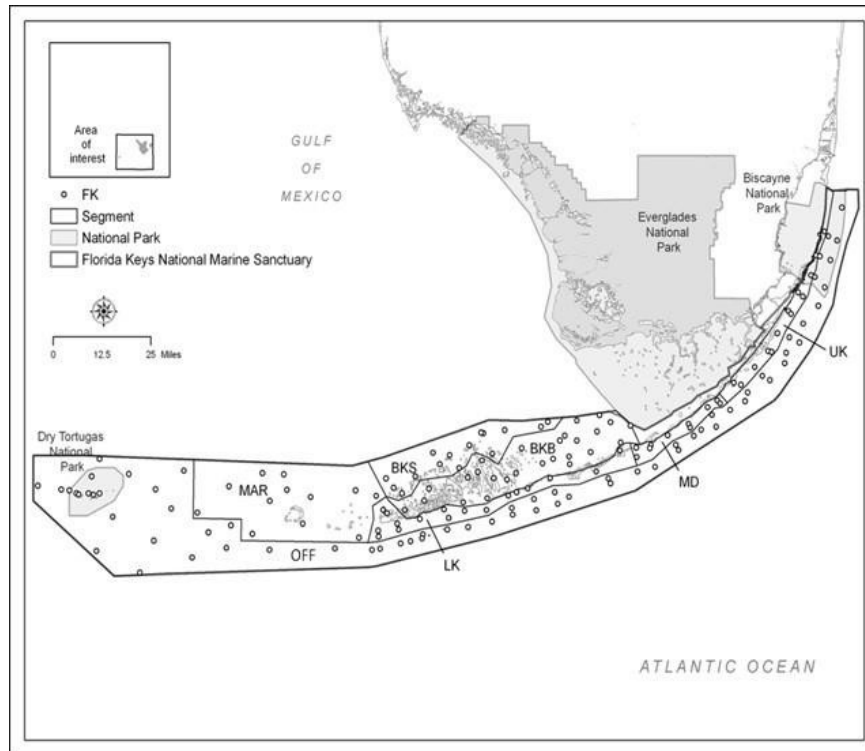 Area
of
interest
FK
Segment
National Park
Florida Keys National Marine Sanctuary
0 12.5 25 Miles
GULF
OF
MEXICO
Biscayne
National
Park
Everglades
National
Park
UK
Dry Tortugas
National
Park
BKS
BKB
MAR
MD
OFF
LK
ATLANTIC OCEAN